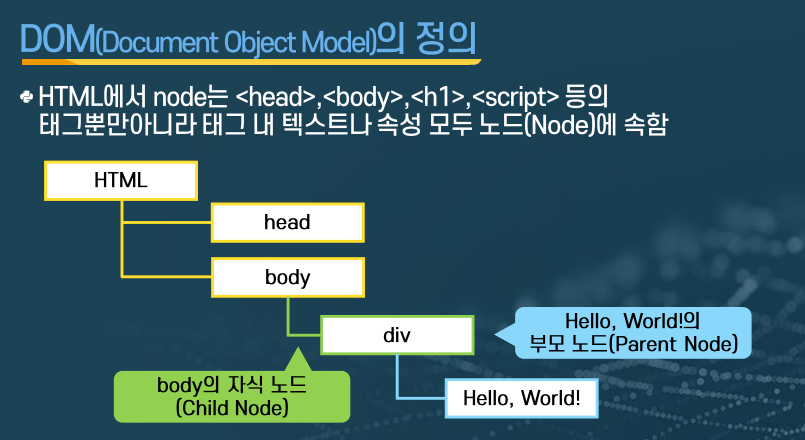 DOM(Document Object Model)의 정의
HTML에서 node는 <head>,<body>,<h1>,<script> 등의
태그뿐만아니라 태그 내 텍스트나 속성 모두 노드(Node)에 속함
HTML
head
body
div
Hello, World!의
부모 노드(Parent Node)
body의 자식 노드
(Child Node)
Hello, World!